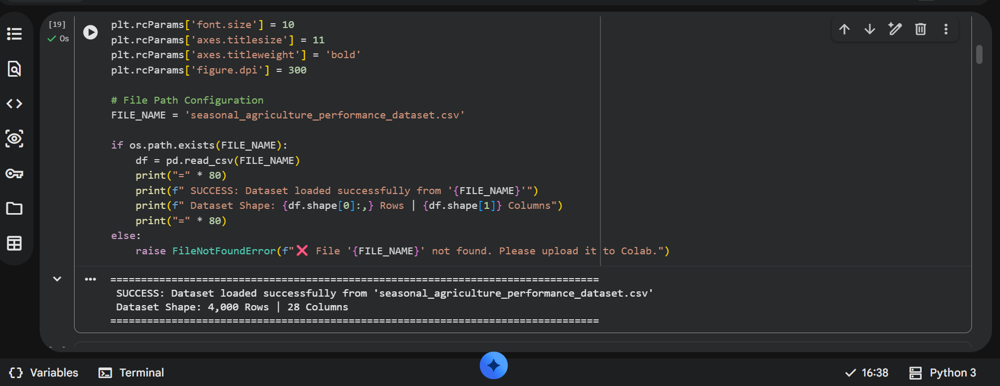 [19]
0s
plt.rcParams['font.size'] = 10
plt.rcParams['axes.titlesize'] = 11
plt.rcParams['axes.titleweight'] = 'bold'
plt.rcParams['figure.dpi'] = 300
# File Path Configuration
FILE_NAME = 'seasonal_agriculture_performance_dataset.csv'
if os.path.exists(FILE_NAME):
    df = pd.read_csv(FILE_NAME)
    print("=" * 80)
    print(f" SUCCESS: Dataset loaded successfully from '{FILE_NAME}'")
    print(f" Dataset Shape: {df.shape[0]:,} Rows | {df.shape[1]} Columns")
    print("=" * 80)
else:
    raise FileNotFoundError(f"❌ File '{FILE_NAME}' not found. Please upload it to Colab.")
================================================================================
SUCCESS: Dataset loaded successfully from 'seasonal_agriculture_performance_dataset.csv'
Dataset Shape: 4,000 Rows | 28 Columns
================================================================================
Variables
Terminal
16:38
Python 3